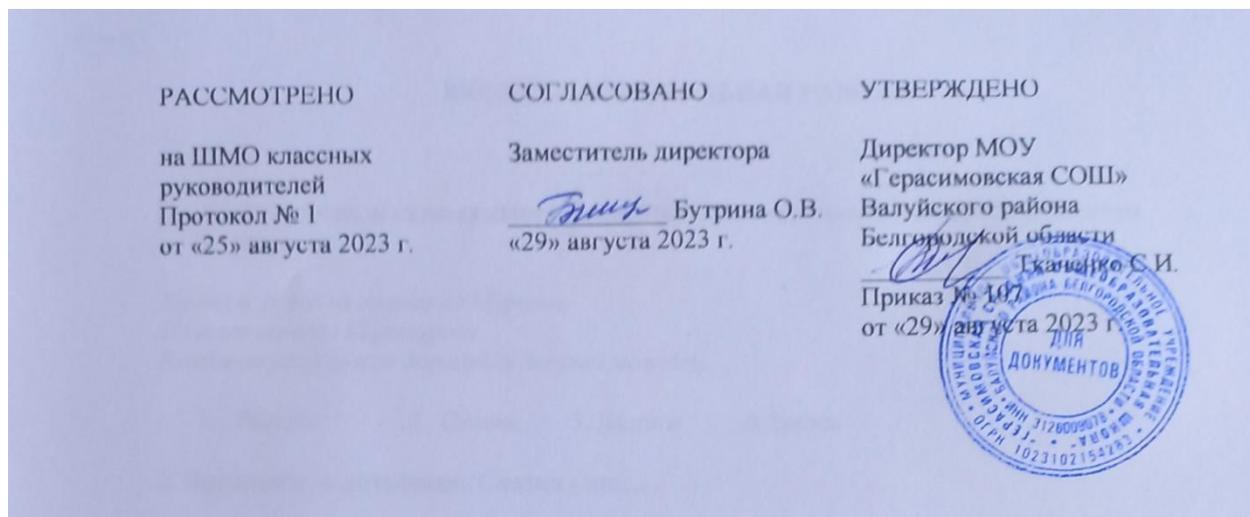 РАССМОТРЕНО
на ШМО классных
руководителей
Протокол № 1
от «25» августа 2023 г.
СОГЛАСОВАНО
Заместитель директора
Бутрина О.В.
«29» августа 2023 г.
УТВЕРЖДЕНО
Директор МОУ
«Герасимовская СОШ»
Валуйского района
Белгородской области
Ткаченко С.И.
Приказ № 107
от «29» августа 2023 г.
ДЛЯ
ДОКУМЕНТОВ
ОГРН 1023102154283